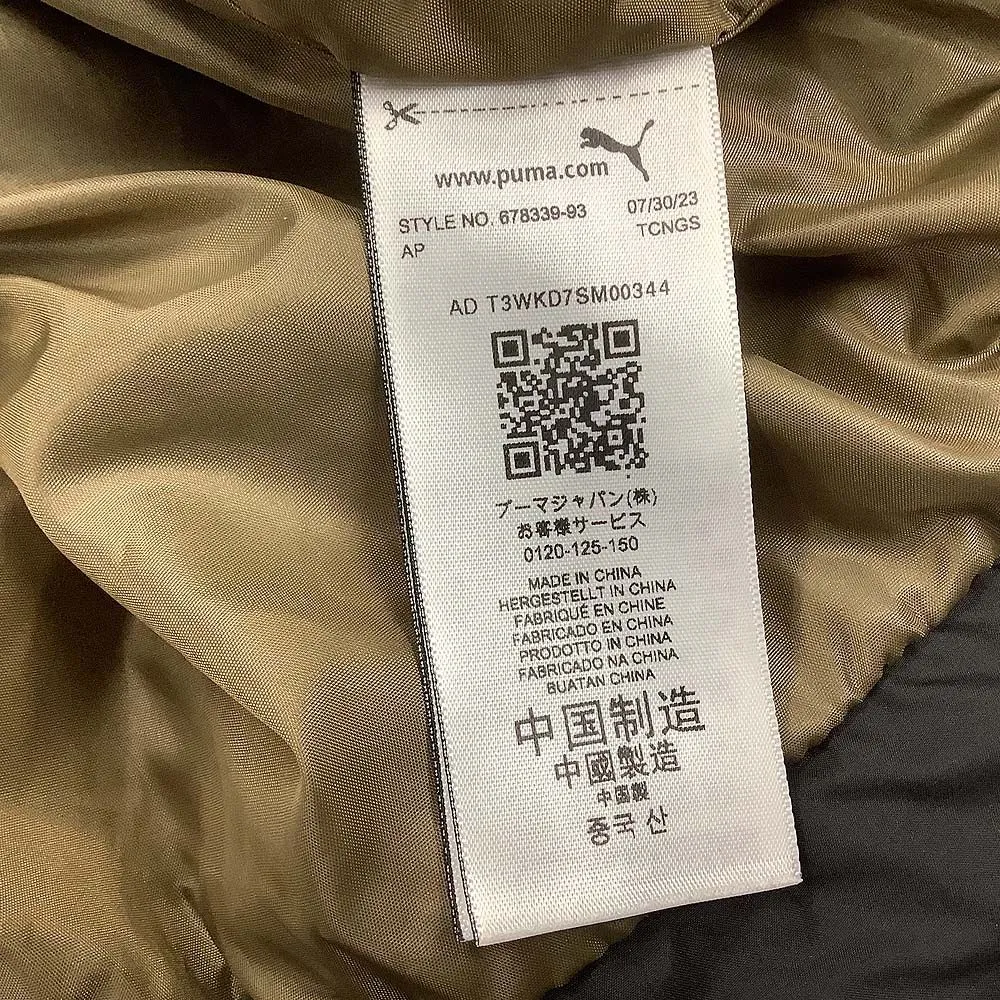 www.puma.com
STYLE NO. 678339-93 07/30/23
AP TCNGS
AD T3WKD7SM00344
プーマジャパン(株)
お客様サービス
0120-125-150
MADE IN CHINA
HERGESTELLT IN CHINA
FABRIQUÉ EN CHINE
FABRICADO EN CHINA
PRODOTTO IN CHINA
FABRICADO NA CHINA
BUATAN CHINA
中国制造
中國製造
中国製
중국 산